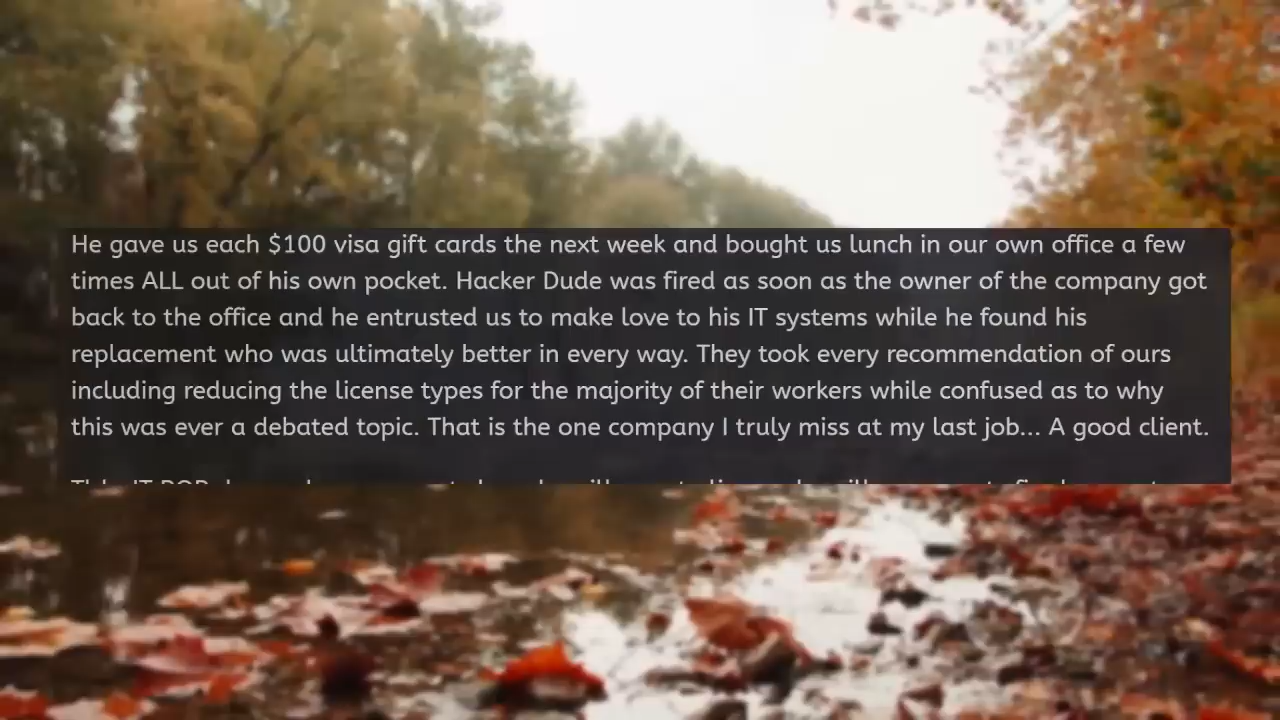 He gave us each $100 visa gift cards the next week and bought us lunch in our own office a few
times ALL out of his own pocket. Hacker Dude was fired as soon as the owner of the company got
back to the office and he entrusted us to make love to his IT systems while he found his
replacement who was ultimately better in every way. They took every recommendation of ours
including reducing the license types for the majority of their workers while confused as to why
this was ever a debated topic. That is the one company I truly miss at my last job... A good client.